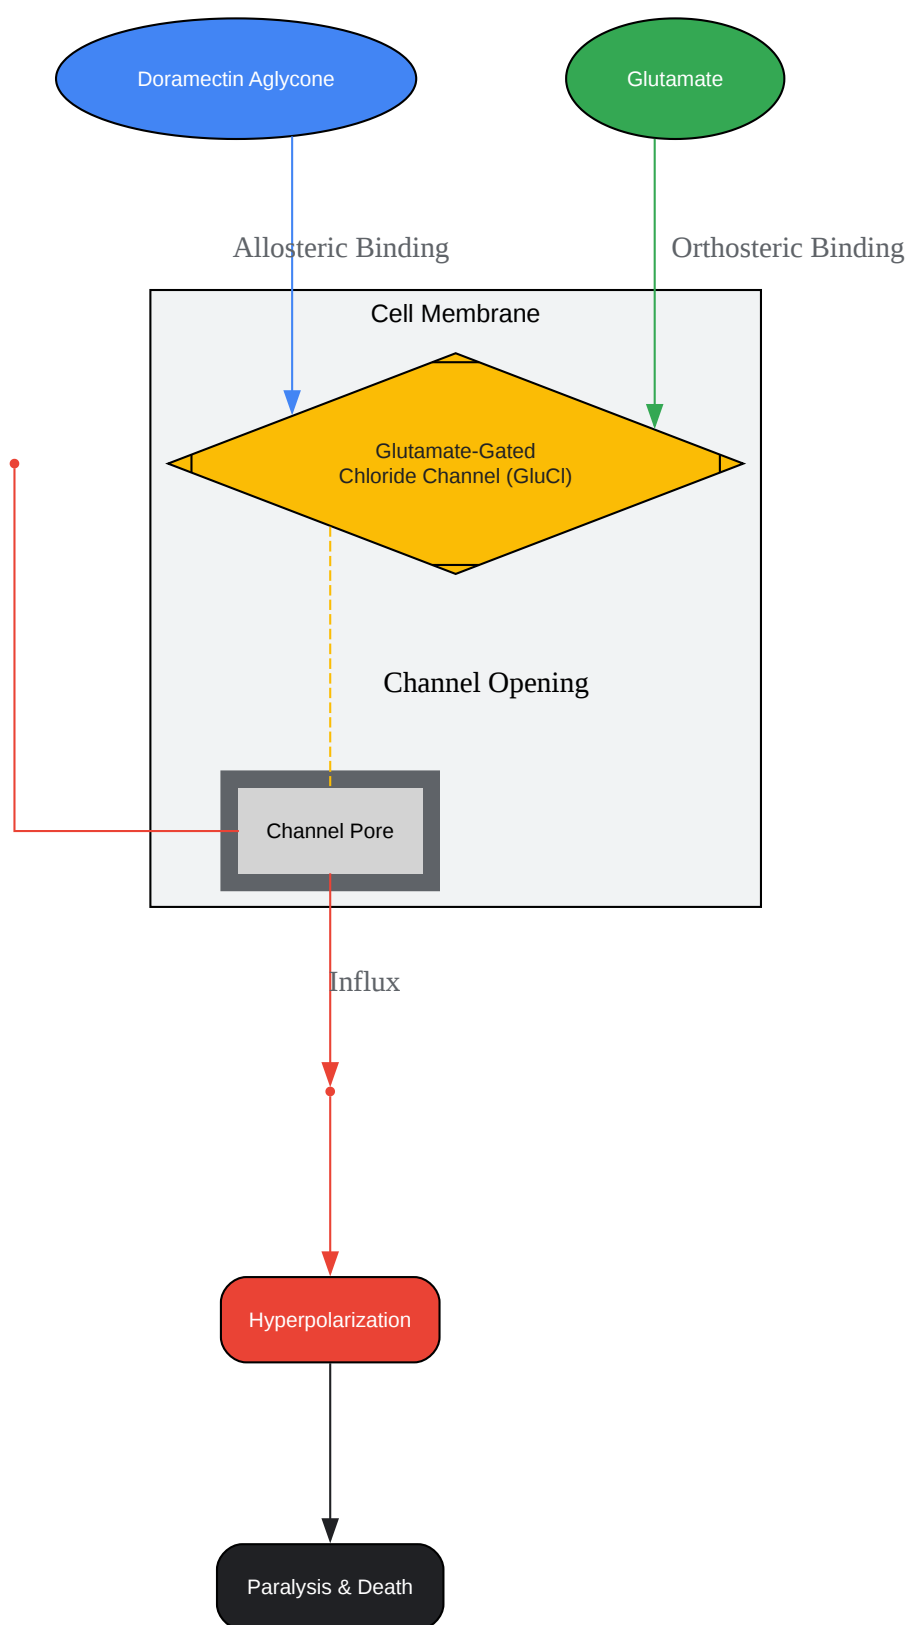 Doramectin Aglycone
Glutamate
Allosteric Binding
Orthosteric Binding
Cell Membrane
Glutamate-Gated
Chloride Channel (GluCl)
Channel Opening
Channel Pore
Influx
Hyperpolarization
Paralysis & Death